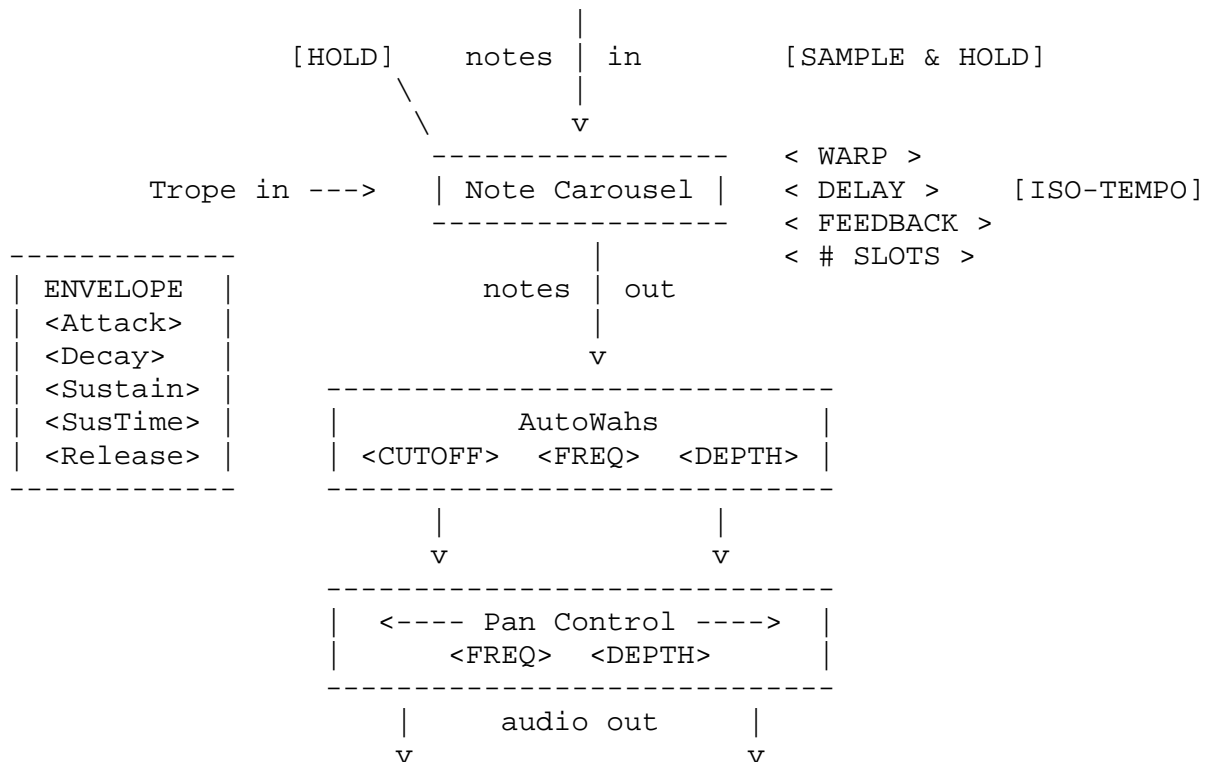 [HOLD] notes | in [SAMPLE & HOLD]
< WARP >
Trope in ---> | Note Carousel | < DELAY > [ISO-TEMPO]
< FEEDBACK >
< # SLOTS >
| ENVELOPE | notes | out
| <Attack> |
| <Decay> |
| <Sustain> |
| <SusTime> | | AutoWahs |
| <Release> | | <CUTOFF> <FREQ> <DEPTH> |
| <---- Pan Control ----> |
| <FREQ> <DEPTH> |
| audio out |